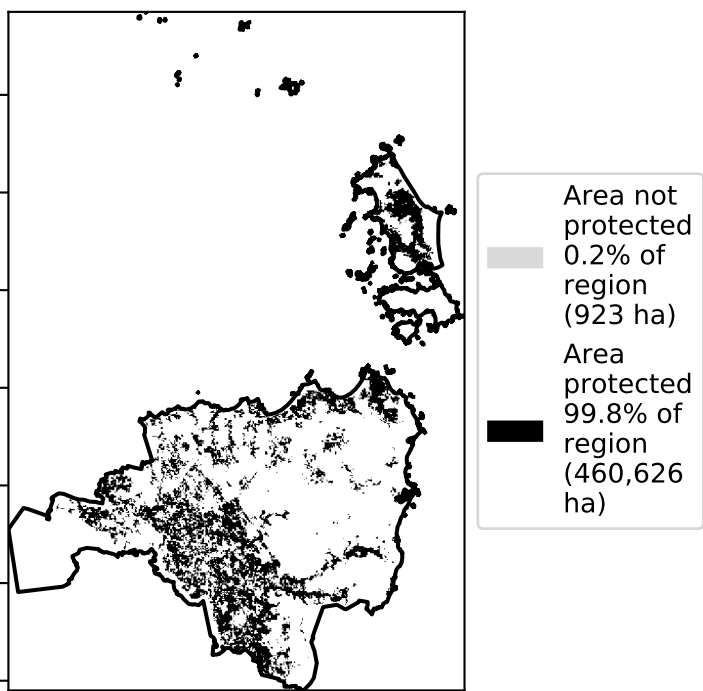 Area not
protected
0.2% of
region
(923 ha)
Area
protected
99.8% of
region
(460,626
ha)